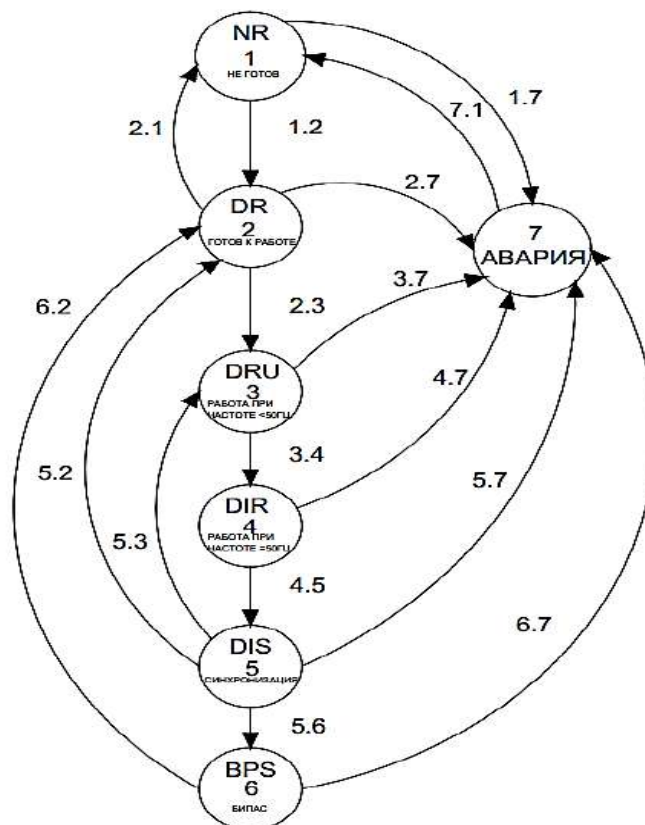 NR
1
НЕ ГОТОВ
1.7
7.1
2.1
1.2
2.7
DR
2
ГОТОВ К РАБОТЕ
7
АВАРИЯ
6.2
2.3
3.7
DRU
3
РАБОТА ПРИ
ЧАСТОТЕ <50ГЦ
4.7
3.4
5.2
5.7
5.3
DIR
4
РАБОТА ПРИ
ЧАСТОТЕ =50ГЦ
4.5
6.7
DIS
5
СИНХРОНИЗАЦИЯ
5.6
BPS
6
БИПАС